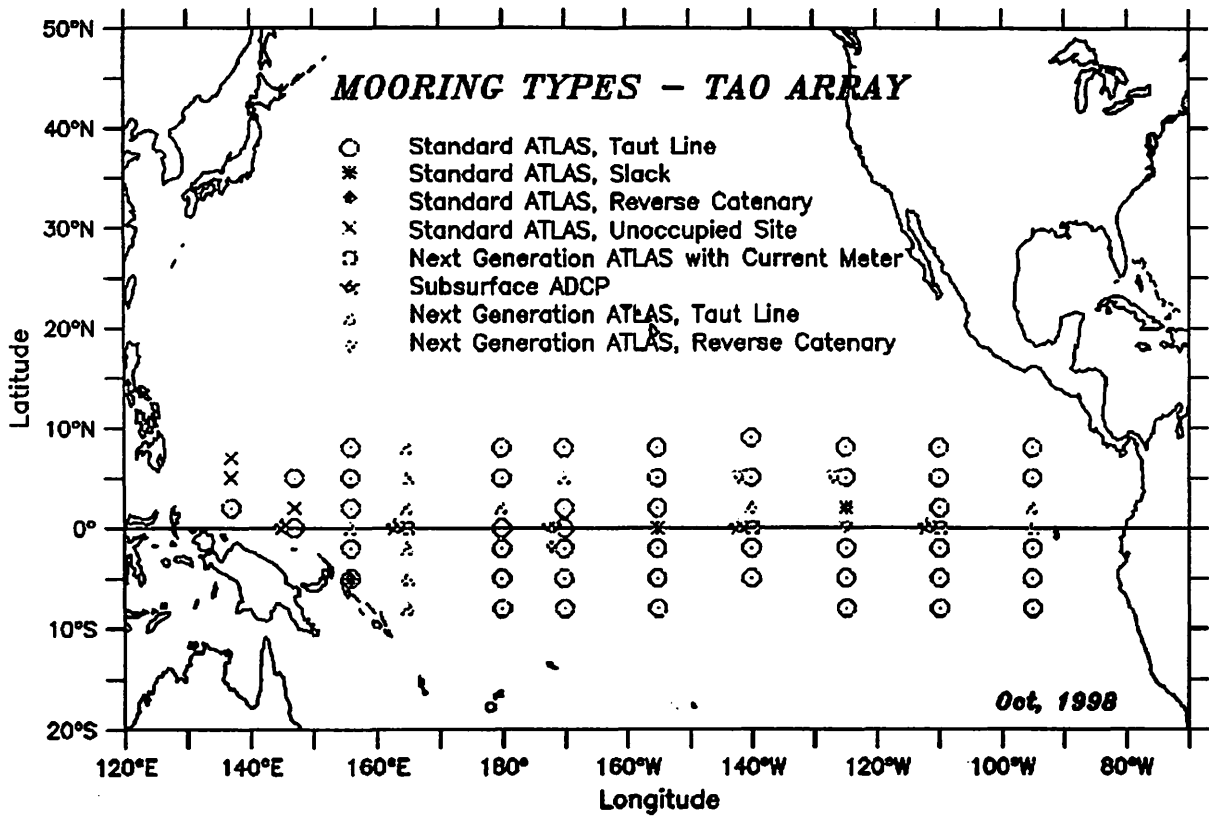 MOORING TYPES – TAO ARRAY
Standard ATLAS, Taut Line
Standard ATLAS, Slack
Standard ATLAS, Reverse Catenary
Standard ATLAS, Unoccupied Site
Next Generation ATLAS with Current Meter
Subsurface ADCP
Next Generation ATLAS, Taut Line
Next Generation ATLAS, Reverse Catenary
50°N
40°N
30°N
20°N
10°N
0°
10°S
20°S
Latitude
Oct, 1998
120°E 140°E 160°E 180° 160°W 140°W 120°W 100°W 80°W
Longitude